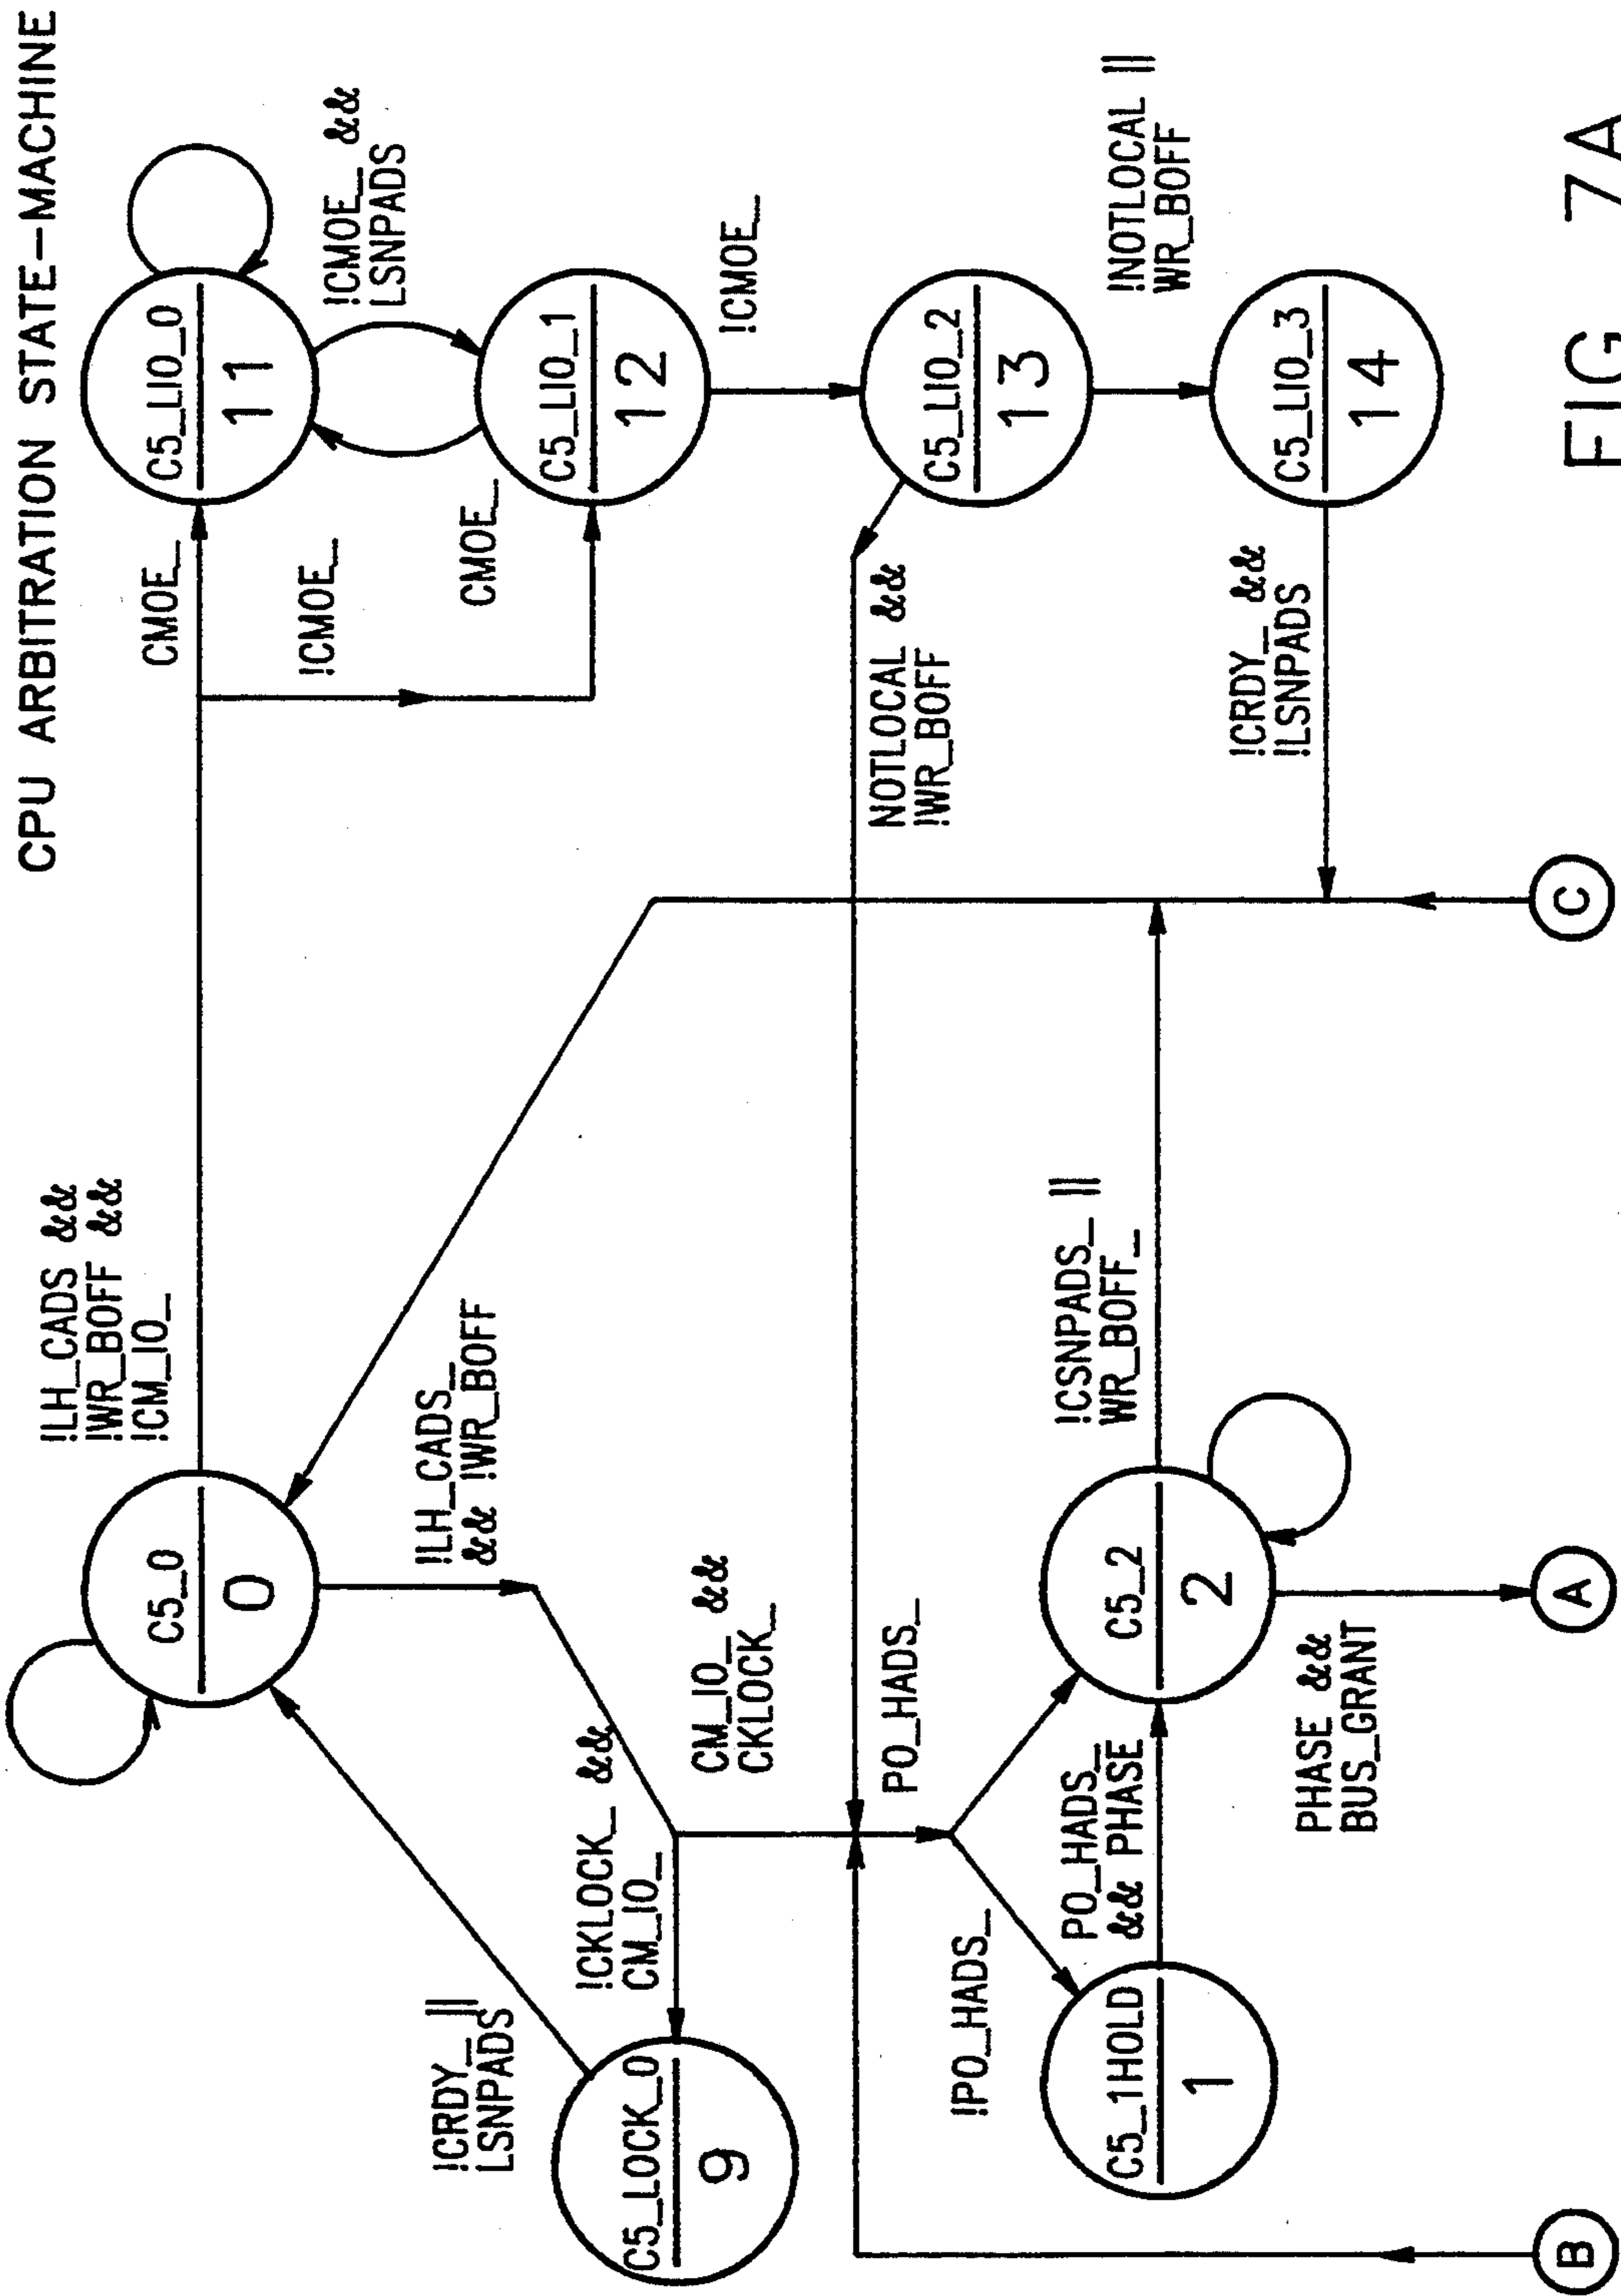 CPU ARBITRATION STATE-MACHINE
!LH_CADS &&
!WR_BOFF &&
!CM_IO_
C5_0
0
CMOE_
!CMOE_
C5_LIO_0
11
!CMOE_ &&
LSNPADS
CMOE_
C5_LIO_1
12
!CMOE_
!LH_CADS_
&& !WR_BOFF
!CRDY_||
LSNPADS
!CKLOCK_ &&
CM_IO_
CM_IO_ &&
CKLOCK_
C5_LOCK_0
9
NOTLOCAL &&
!WR_BOFF
C5_LIO_2
13
!NOTLOCAL ||
WR_BOFF
PO_HADS_
!PO_HADS_
PO_HADS_
&& PHASE
C5_1HOLD
1
C5_2
2
!CSNPADS_ ||
WR_BOFF_
!CRDY_ &&
!LSNPADS
C5_LIO_3
14
PHASE &&
BUS_GRANT
B
A
C
FIG 7A